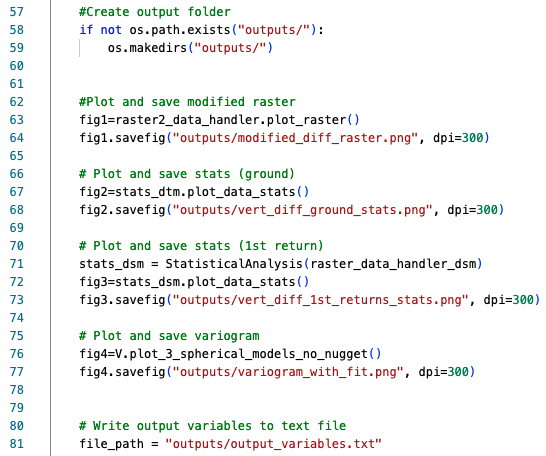 57 #Create output folder
58 if not os.path.exists("outputs/"):
59 os.makedirs("outputs/")
60
61
62 #Plot and save modified raster
63 fig1=raster2_data_handler.plot_raster()
64 fig1.savefig("outputs/modified_diff_raster.png", dpi=300)
65
66 # Plot and save stats (ground)
67 fig2=stats_dtm.plot_data_stats()
68 fig2.savefig("outputs/vert_diff_ground_stats.png", dpi=300)
69
70 # Plot and save stats (1st return)
71 stats_dsm = StatisticalAnalysis(raster_data_handler_dsm)
72 fig3=stats_dsm.plot_data_stats()
73 fig3.savefig("outputs/vert_diff_1st_returns_stats.png", dpi=300)
74
75 # Plot and save variogram
76 fig4=V.plot_3_spherical_models_no_nugget()
77 fig4.savefig("outputs/variogram_with_fit.png", dpi=300)
78
79
80 # Write output variables to text file
81 file_path = "outputs/output_variables.txt"